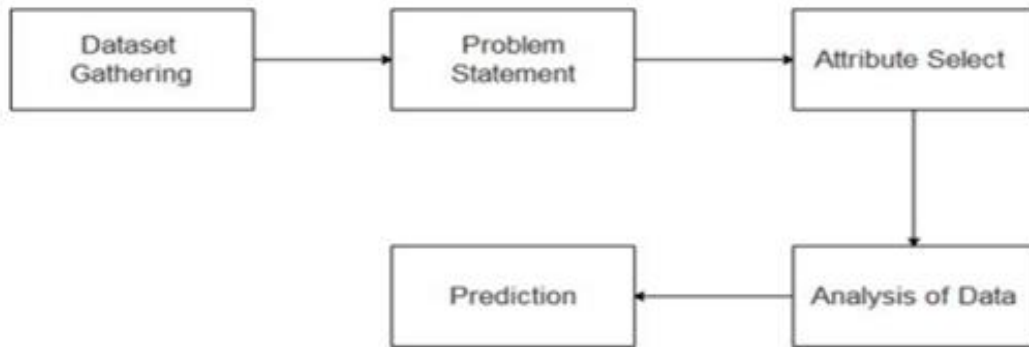 Dataset
Gathering
Problem
Statement
Attribute Select
Analysis of Data
Prediction